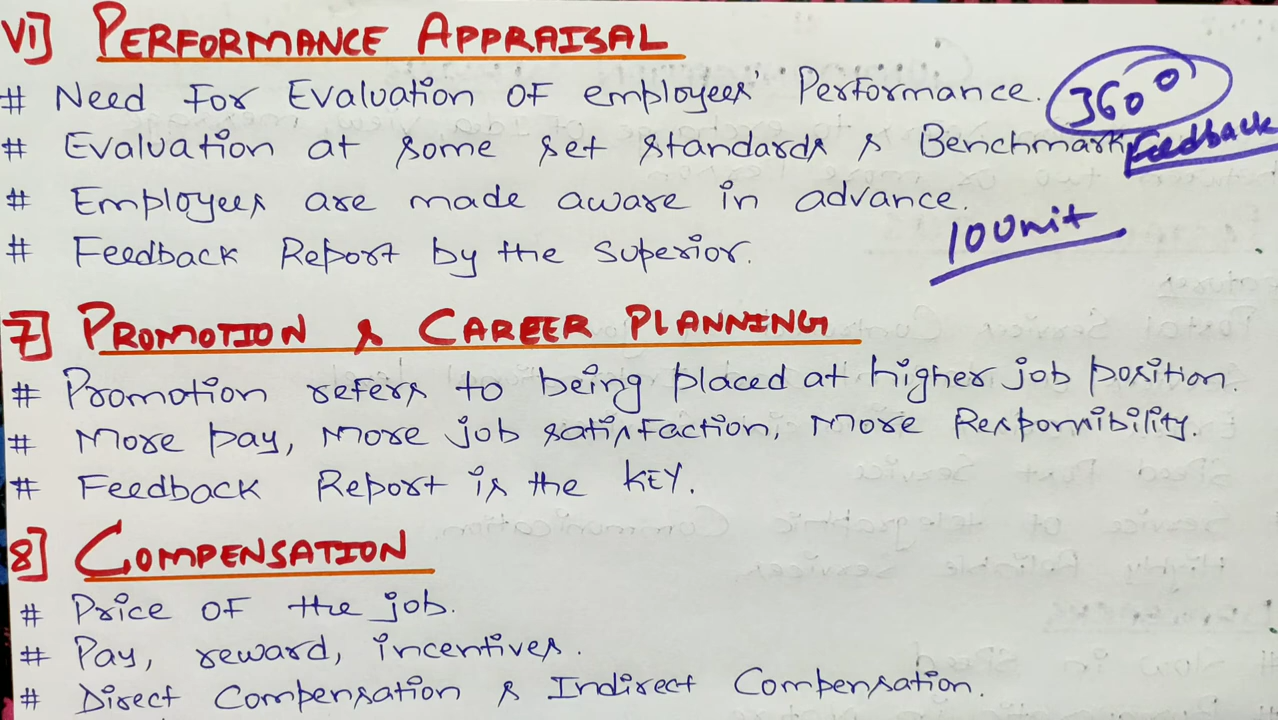 VI] PERFORMANCE APPRAISAL
# Need For Evaluation OF employees Performance.
360°
# Evaluation at some set standards & Benchmark
Feedback
# Employees are made aware in advance.
10 Unit
# Feedback Report by the Superior.
7] PROMOTION & CAREER PLANNING
# Promotion refers to being placed at higher job position.
# More pay, More job satisfaction, More Responsibility.
# Feedback Report is the KEY.
8] COMPENSATION
# Price OF the job.
# Pay, reward, incentives.
# Direct Compensation & Indirect Compensation.